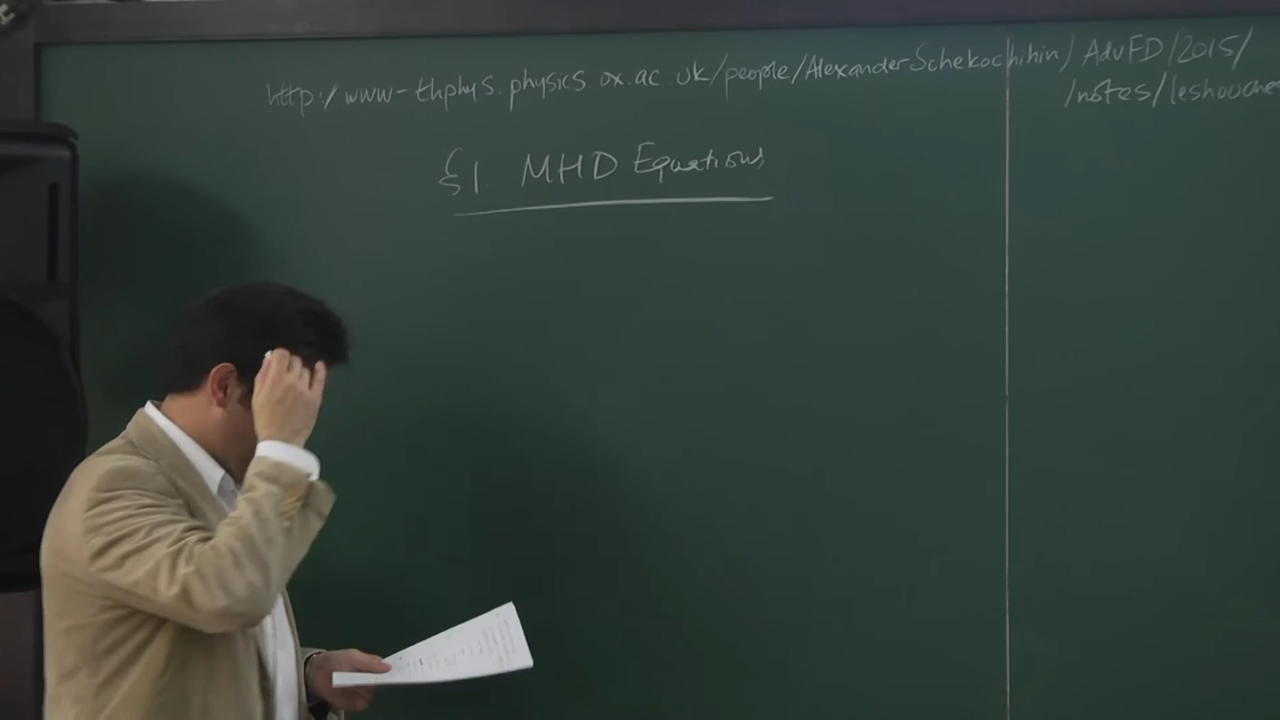 http://www-thphys.physics.ox.ac.uk/people/AlexanderSchekochihin/AdvFD/2015/
/notes/leshouches
§1 MHD Equations